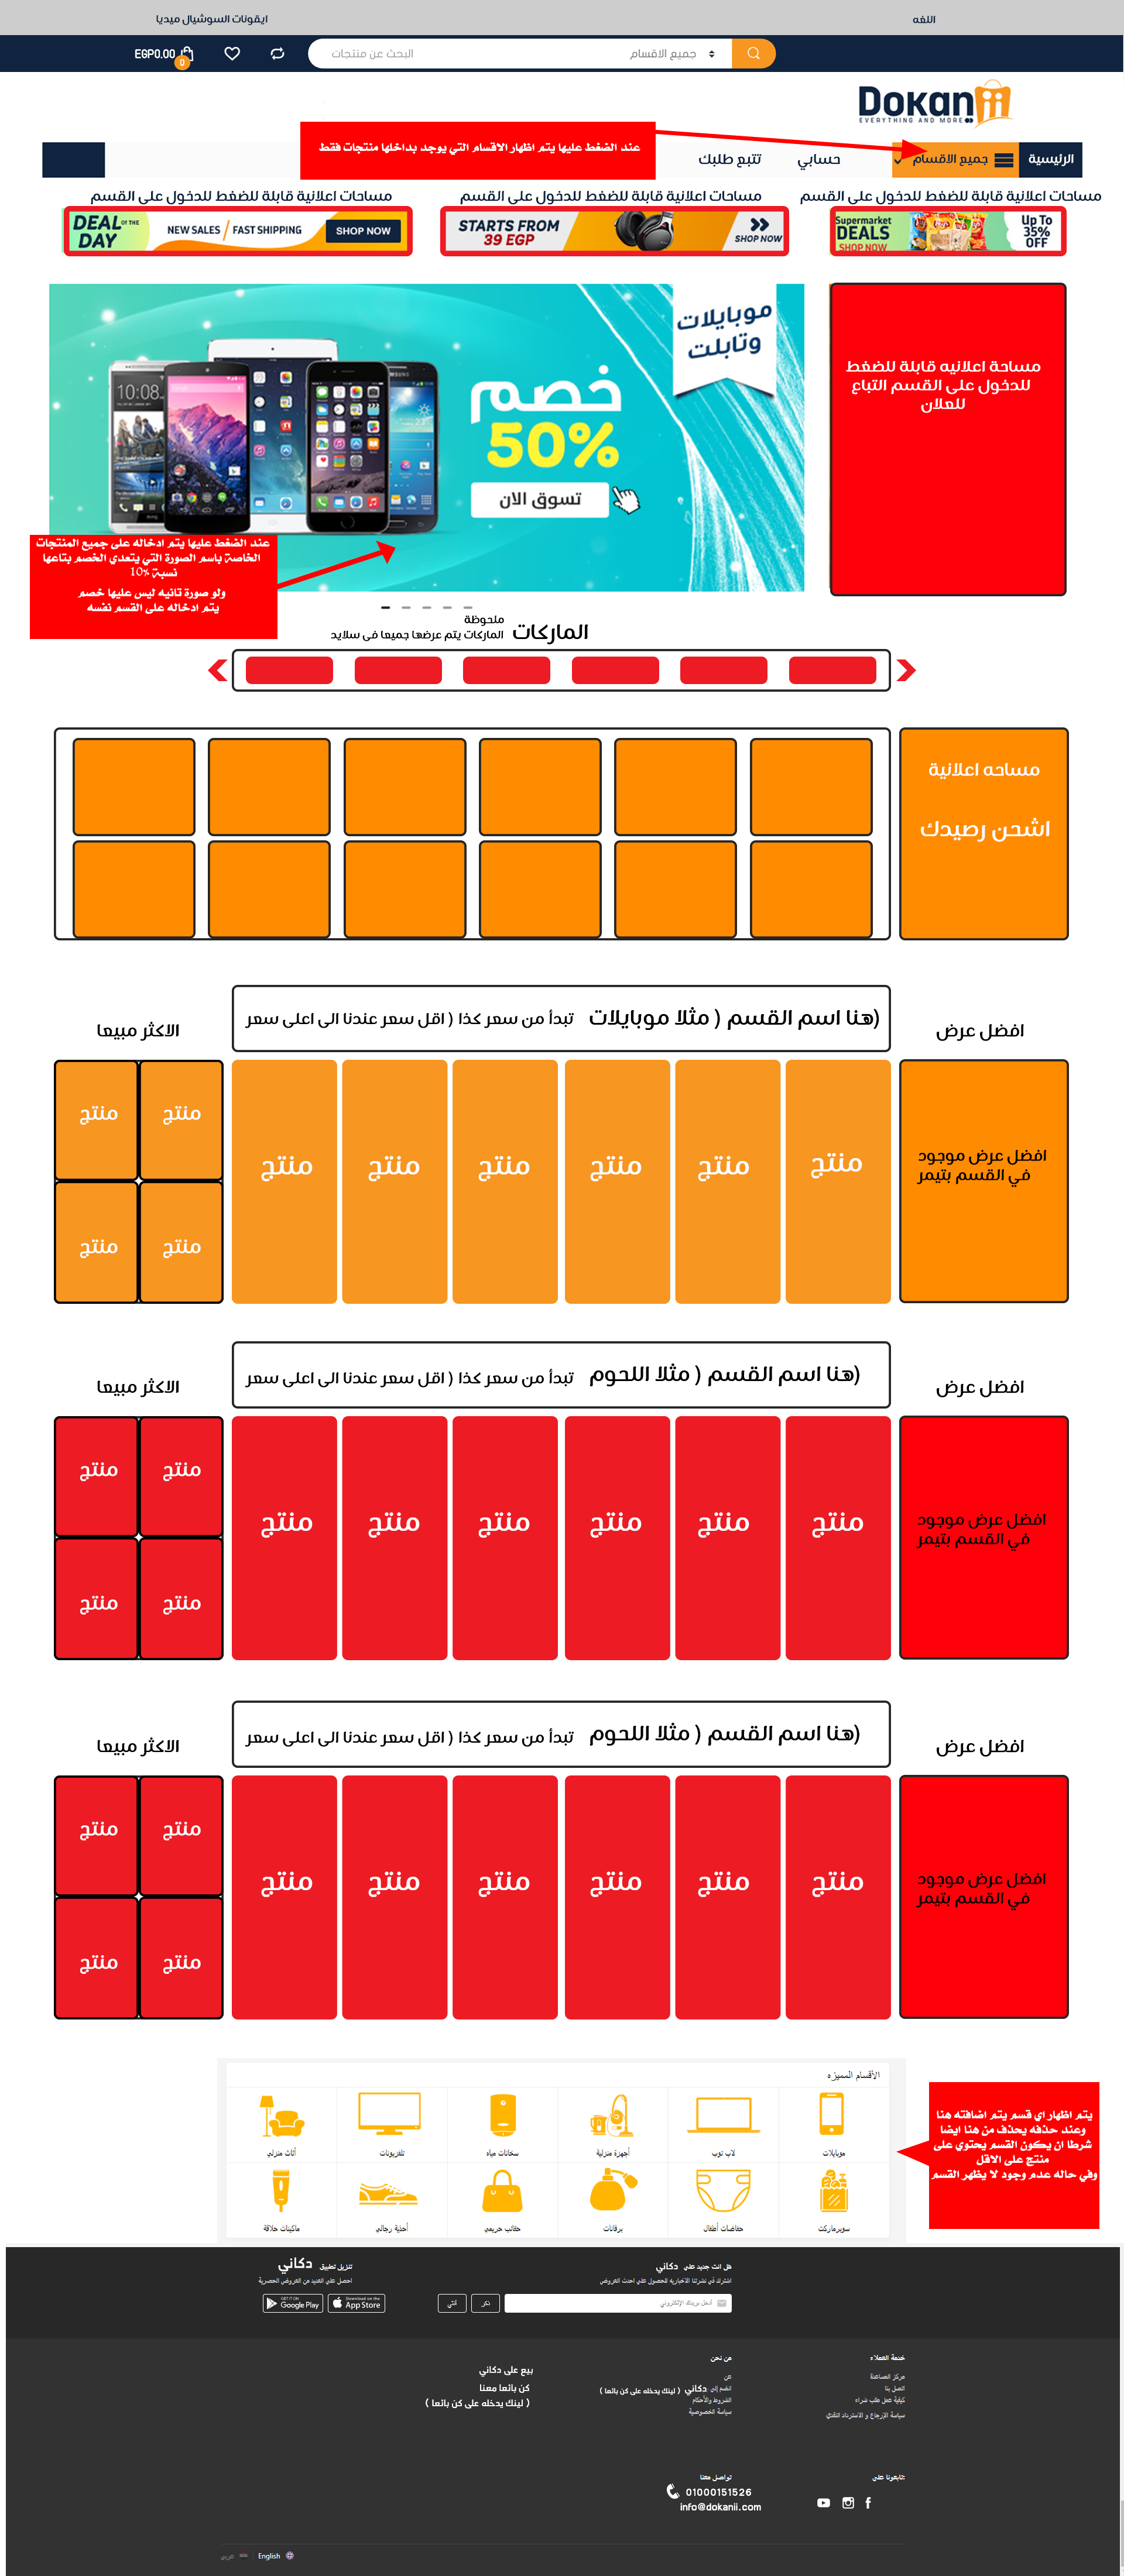 اللغه
ايقونات السوشيال ميديا
جميع الاقسام
البحث عن منتجات
EGP0.00
0
Dokanii
EVERYTHING AND MORE
الرئيسية
جميع الاقسام
حسابي
تتبع طلبك
عند الضغط عليها يتم اظهار الاقسام التي يوجد بداخلها منتجات فقط
مساحات اعلانية قابلة للضغط للدخول على القسم
مساحات اعلانية قابلة للضغط للدخول على القسم
مساحات اعلانية قابلة للضغط للدخول على القسم
Supermarket
DEALS
SHOP NOW
Up To
35%
OFF
STARTS FROM
39 EGP
SHOP NOW
DEAL OF THE
DAY
NEW SALES / FAST SHIPPING
SHOP NOW
مساحة اعلانيه قابلة للضغط
للدخول على القسم التباع
للعلان
موبايلات
وتابلت
خصم
50%
تسوق الان
10:08
عند الضغط عليها يتم ادخاله على جميع المنتجات
الخاصة باسم الصورة التي يتعدي الخصم بتاعها
نسبة 10%
ولو صورة تانيه ليس عليها خصم
يتم ادخاله على القسم نفسه
الماركات
ملحوظة
الماركات يتم عرضها جميعا فى سلايد
مساحه اعلانية
اشحن رصيدك
افضل عرض
(هنا اسم القسم ( مثلا موبايلات
تبدأ من سعر كذا ( اقل سعر عندنا الى اعلى سعر
الاكثر مبيعا
افضل عرض موجود
في القسم بتيمر
منتج
منتج
منتج
منتج
منتج
منتج
منتج
منتج
منتج
منتج
افضل عرض
(هنا اسم القسم ( مثلا اللحوم
تبدأ من سعر كذا ( اقل سعر عندنا الى اعلى سعر
الاكثر مبيعا
افضل عرض موجود
في القسم بتيمر
منتج
منتج
منتج
منتج
منتج
منتج
منتج
منتج
منتج
منتج
افضل عرض
(هنا اسم القسم ( مثلا اللحوم
تبدأ من سعر كذا ( اقل سعر عندنا الى اعلى سعر
الاكثر مبيعا
افضل عرض موجود
في القسم بتيمر
منتج
منتج
منتج
منتج
منتج
منتج
منتج
منتج
منتج
منتج
الأقسام المميزه
موبايلات
لاب توب
أجهزة منزلية
سخانات مياه
تلفزيونات
أثاث منزلي
سوبرماركت
حفاضات أطفال
برفانات
حقائب حريمي
أحذية رجالي
ماكينات حلاقة
يتم اظهار اي قسم يتم اضافته هنا
وعند حذفه يحذف من هنا ايضا
شرطا ان يكون القسم يحتوي على
منتج على الاقل
وفي حاله عدم وجود لا يظهر القسم
هل انت جديد على دكاني
اشترك في نشرتنا الاخباريه للحصول على احدث العروض
أدخل بريدك الإلكتروني
ذكر
أنثي
تنزيل تطبيق دكاني
احصل على العديد من العروض الحصرية
Download on the
App Store
GET IT ON
Google Play
خدمة العملاء
مركز المساعدة
اتصل بنا
كيفية عمل طلب شراء
سياسة الإرجاع و الاسترداد النقدي
من نحن
عن
انضم إلى دكاني ( لينك يدخله على كن بائعا )
الشروط والأحكام
سياسة الخصوصية
بيع على دكاني
كن بائعا معنا
( لينك يدخله على كن بائعا )
تابعونا على:
تواصل معنا
01000151526
info@dokanii.com
English
عربي